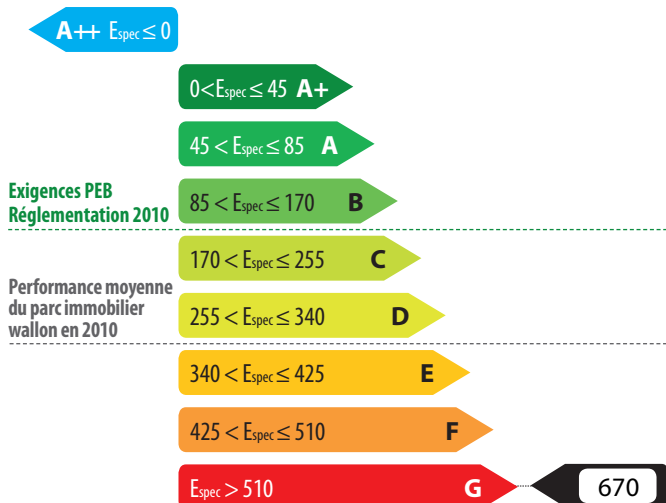 A++ Espec ≤ 0
0 < Espec ≤ 45 A+
45 < Espec ≤ 85 A
Exigences PEB
Réglementation 2010
85 < Espec ≤ 170 B
170 < Espec ≤ 255 C
Performance moyenne
du parc immobilier
wallon en 2010
255 < Espec ≤ 340 D
340 < Espec ≤ 425 E
425 < Espec ≤ 510 F
Espec > 510 G 670